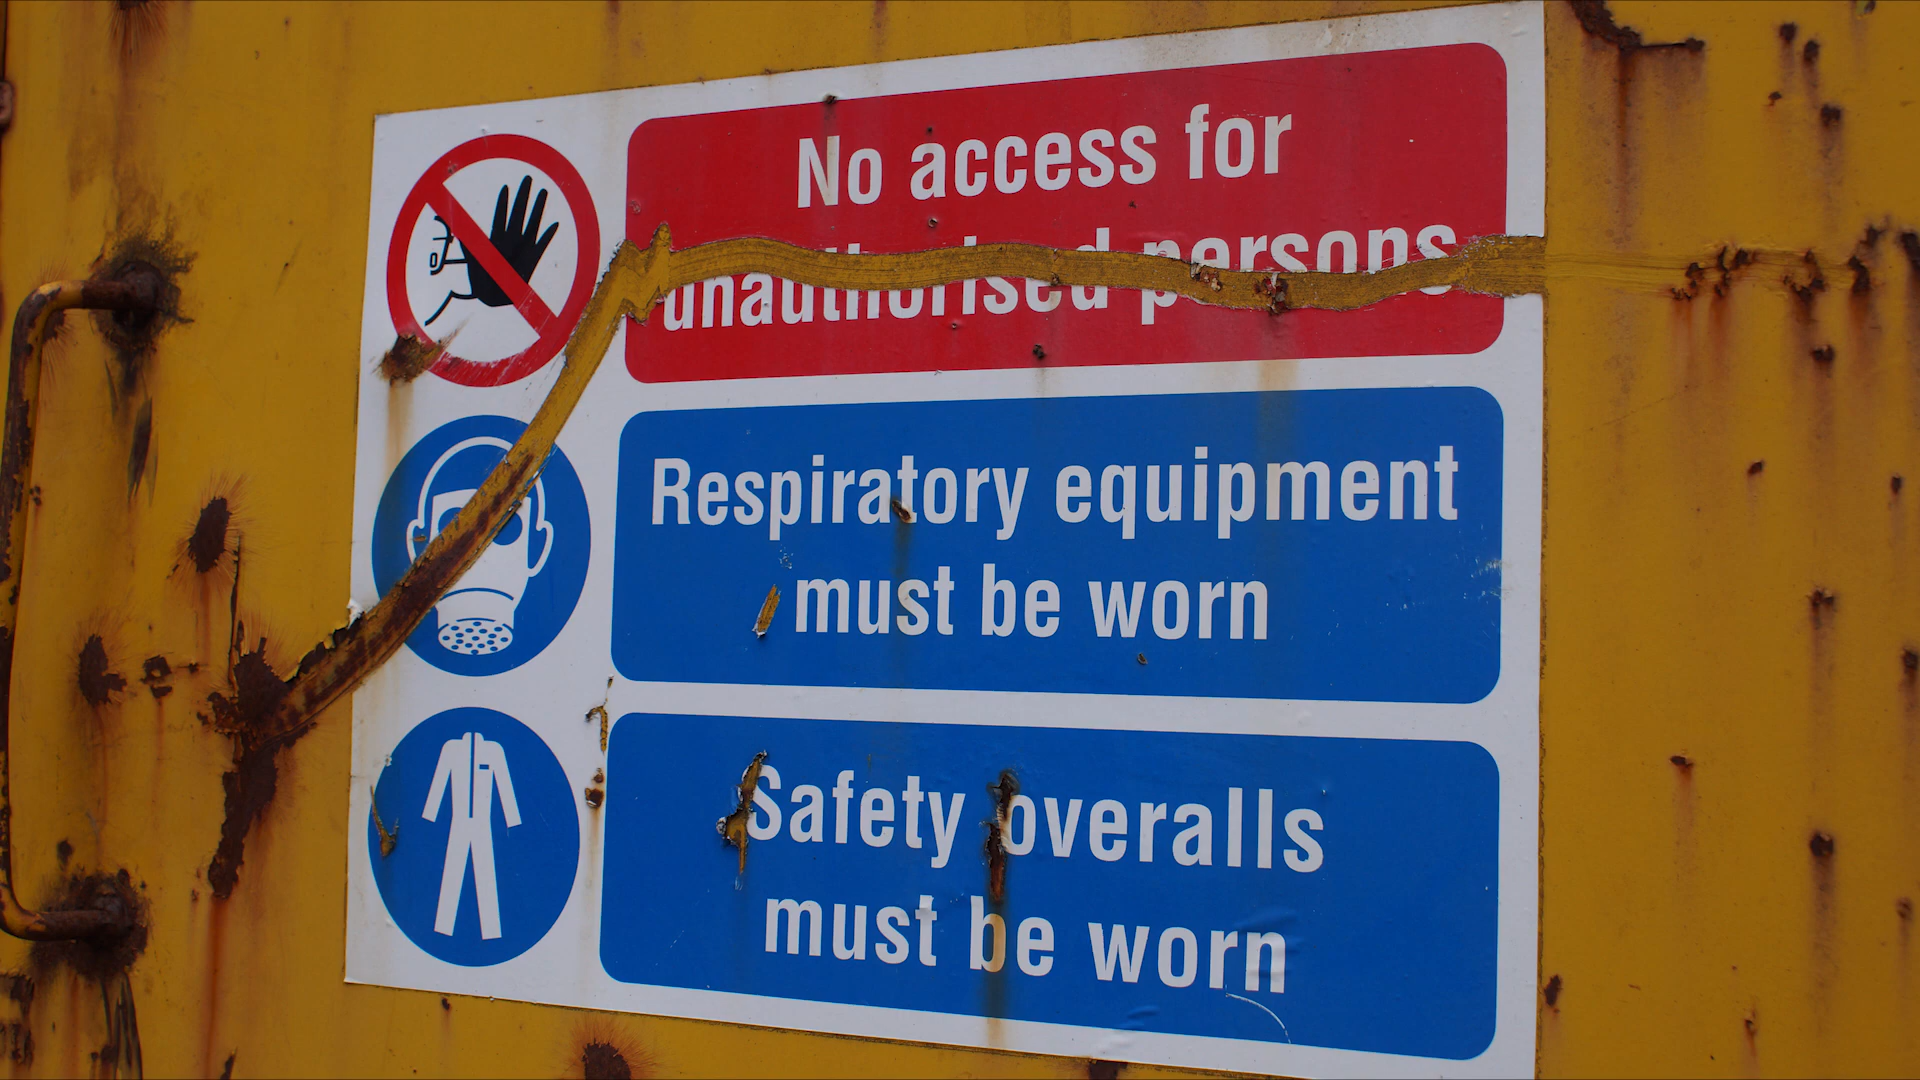 No access for
unauthorised persons
Respiratory equipment
must be worn
Safety overalls
must be worn